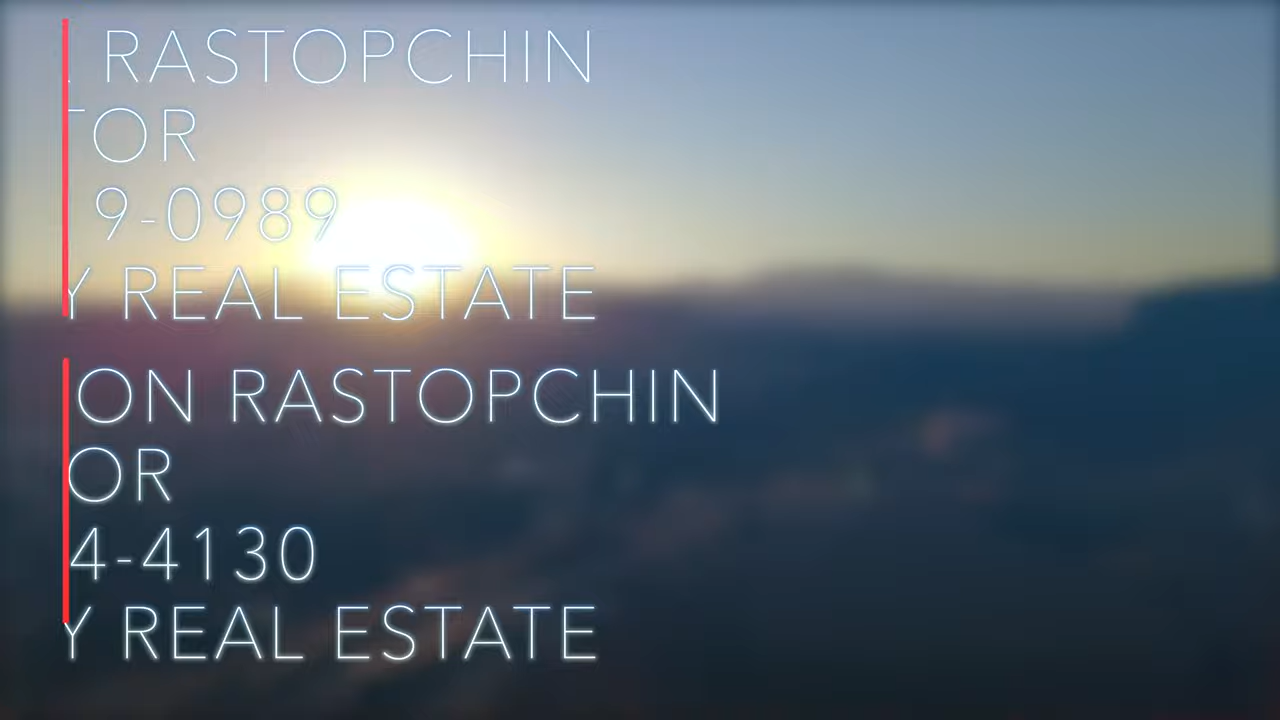 RASTOPCHIN
TOR
9-0989
Y REAL ESTATE
ON RASTOPCHIN
OR
4-4130
Y REAL ESTATE